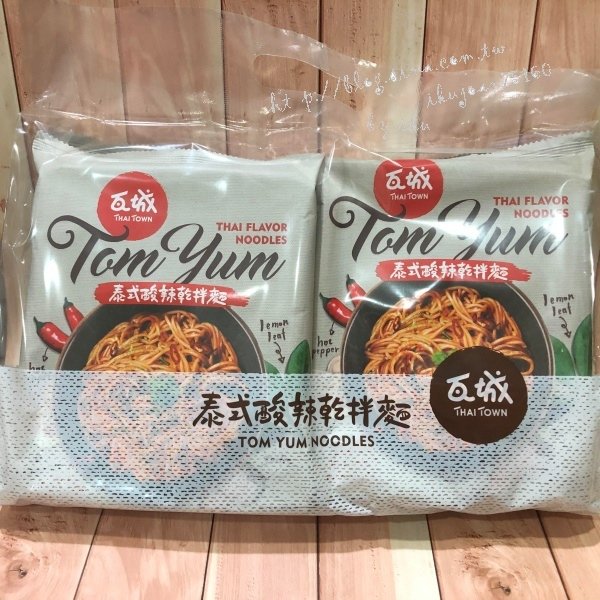 瓦城
THAI TOWN
THAI FLAVOR
NOODLES
Tom Yum
泰式酸辣乾拌麵
hot
pepper
lemon
leaf
瓦城
THAI TOWN
THAI FLAVOR
NOODLES
Tom Yum
泰式酸辣乾拌麵
hot
pepper
lemon
leaf
泰式酸辣乾拌麵
TOM YUM NOODLES
瓦城
THAI TOWN